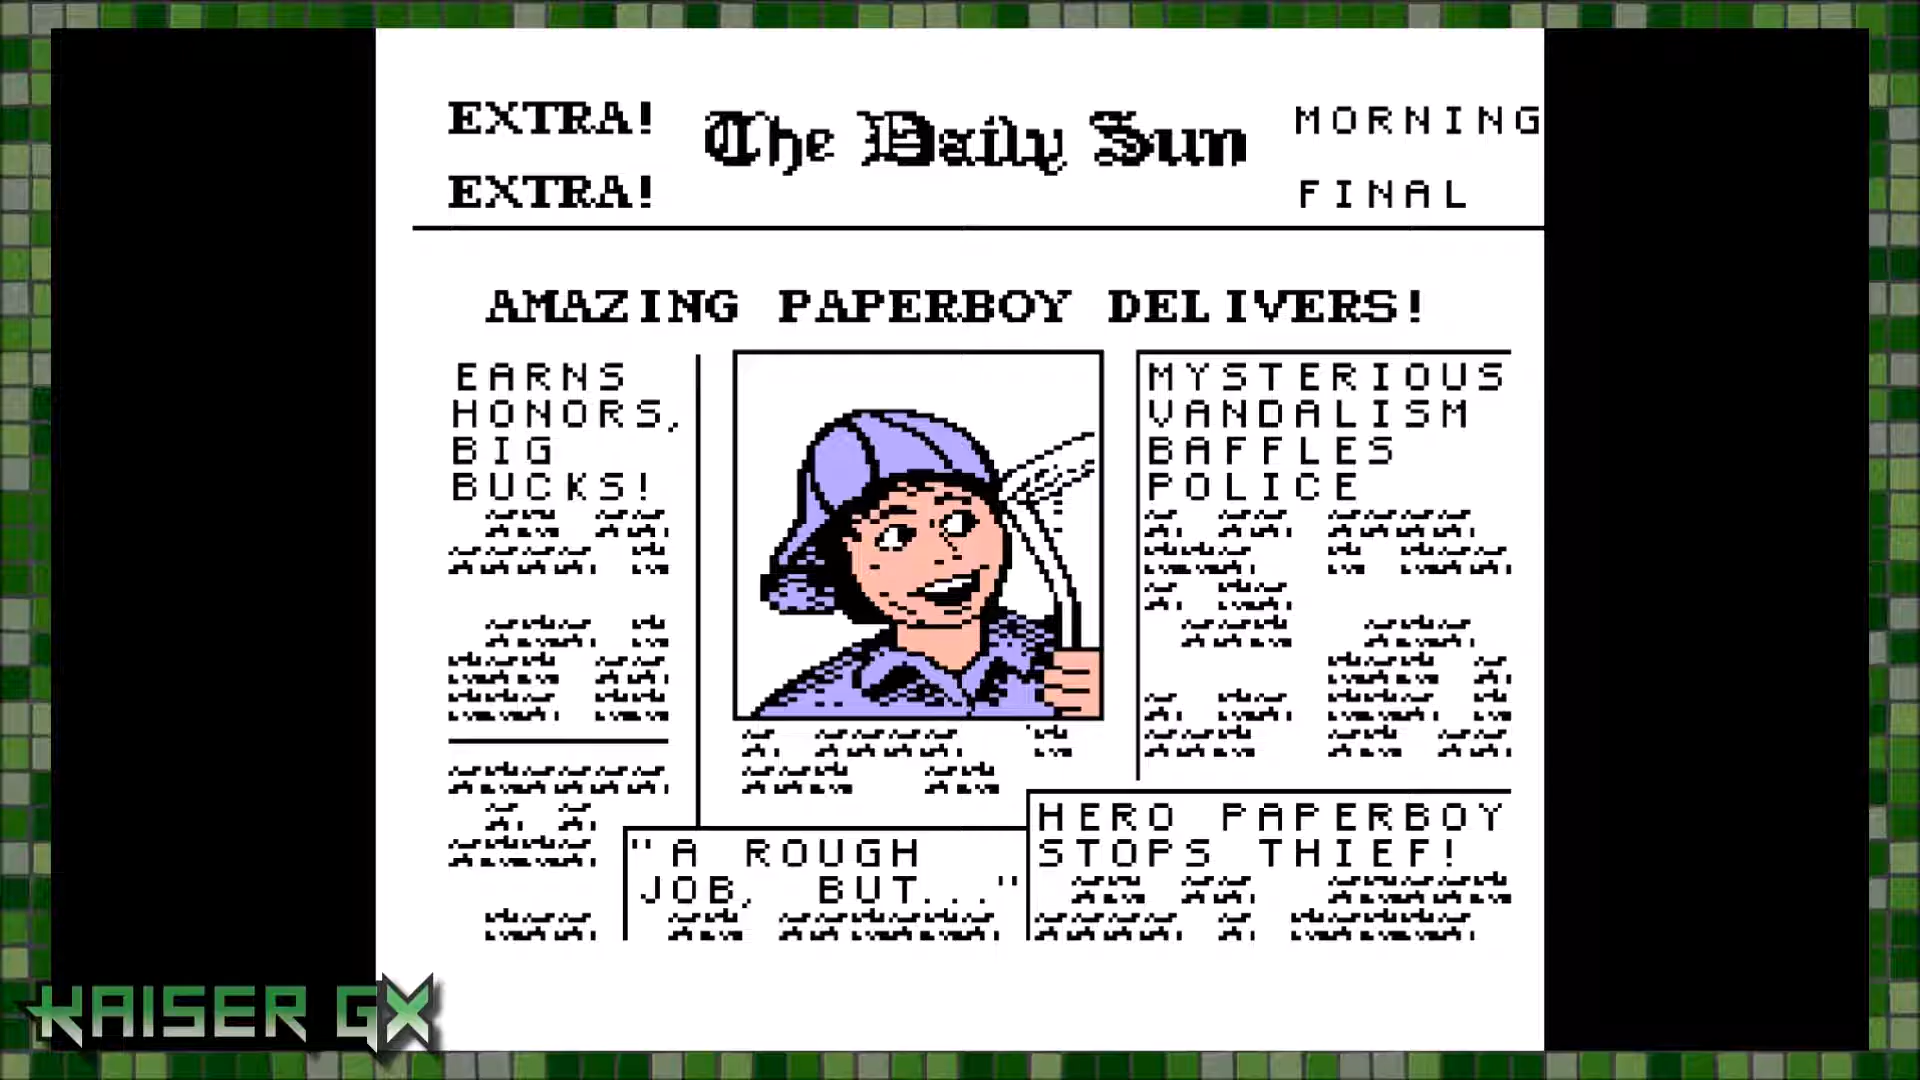 EXTRA!
EXTRA!
The Daily Sun
MORNING
FINAL
AMAZING PAPERBOY DELIVERS!
EARNS
HONORS,
BIG
BUCKS!
MYSTERIOUS
VANDALISM
BAFFLES
POLICE
"A ROUGH
JOB, BUT..."
HERO PAPERBOY
STOPS THIEF!
KAISER GX